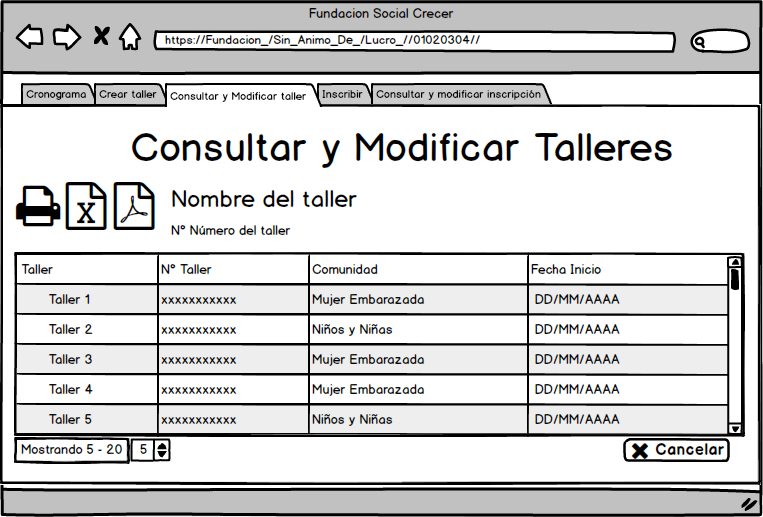 Fundacion Social Crecer
https://Fundacion_/Sin_Animo_De_/Lucro_//01020304//
Cronograma Crear taller Consultar y Modificar taller Inscribir Consultar y modificar inscripción
Consultar y Modificar Talleres
X
Nombre del taller
N° Número del taller
Taller N° Taller Comunidad Fecha Inicio
Taller 1 xxxxxxxxxxx Mujer Embarazada DD/MM/AAAA
Taller 2 xxxxxxxxxxx Niños y Niñas DD/MM/AAAA
Taller 3 xxxxxxxxxxx Mujer Embarazada DD/MM/AAAA
Taller 4 xxxxxxxxxxx Mujer Embarazada DD/MM/AAAA
Taller 5 xxxxxxxxxxx Niños y Niñas DD/MM/AAAA
Mostrando 5 - 20 5 Cancelar